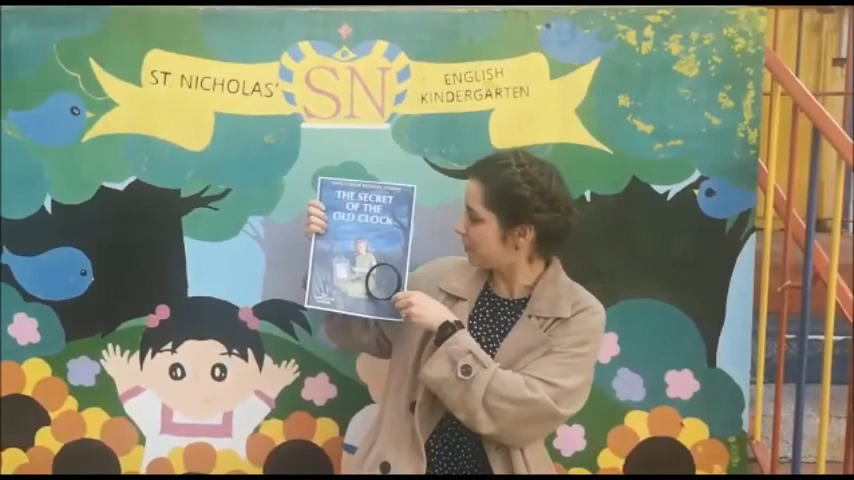 ST. NICHOLAS'
SN
ENGLISH
KINDERGARTEN
THE SECRET
OF THE
OLD CLOCK